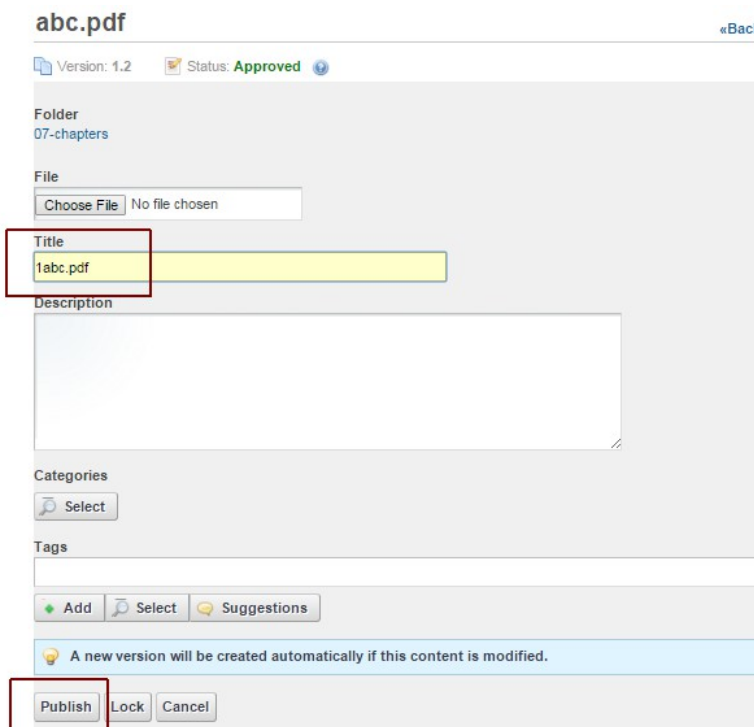 abc.pdf
«Bac
Version: 1.2 Status: Approved
Folder
07-chapters
File
Choose File No file chosen
Title
1abc.pdf
Description
Categories
Select
Tags
Add Select Suggestions
A new version will be created automatically if this content is modified.
Publish Lock Cancel